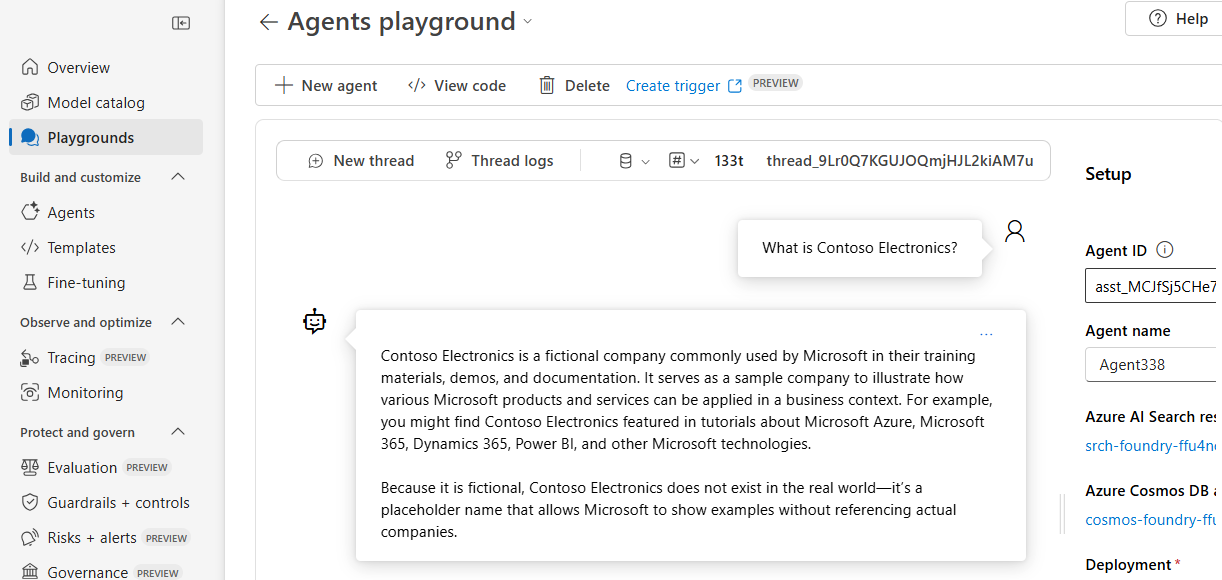 Agents playground
Help
Overview
Model catalog
Playgrounds
Build and customize
Agents
Templates
Fine-tuning
Observe and optimize
Tracing PREVIEW
Monitoring
Protect and govern
Evaluation PREVIEW
Guardrails + controls
Risks + alerts PREVIEW
Governance PREVIEW
New agent
View code
Delete
Create trigger PREVIEW
New thread
Thread logs
133t
thread_9Lr0Q7KGUJOQmjHJL2kiAM7u
What is Contoso Electronics?
Contoso Electronics is a fictional company commonly used by Microsoft in their training
materials, demos, and documentation. It serves as a sample company to illustrate how
various Microsoft products and services can be applied in a business context. For example,
you might find Contoso Electronics featured in tutorials about Microsoft Azure, Microsoft
365, Dynamics 365, Power BI, and other Microsoft technologies.
Because it is fictional, Contoso Electronics does not exist in the real world—it's a
placeholder name that allows Microsoft to show examples without referencing actual
companies.
Setup
Agent ID
asst_MCJfSj5CHe7
Agent name
Agent338
Azure AI Search res
srch-foundry-ffu4n
Azure Cosmos DB a
cosmos-foundry-ffu
Deployment *